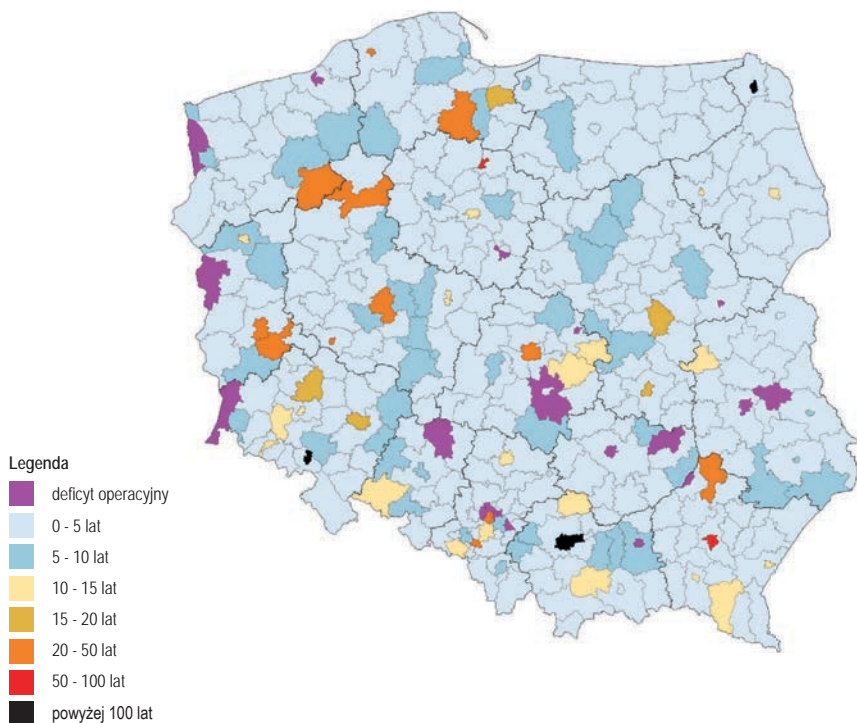 Legenda
deficyt operacyjny
0 - 5 lat
5 - 10 lat
10 - 15 lat
15 - 20 lat
20 - 50 lat
50 - 100 lat
powyżej 100 lat